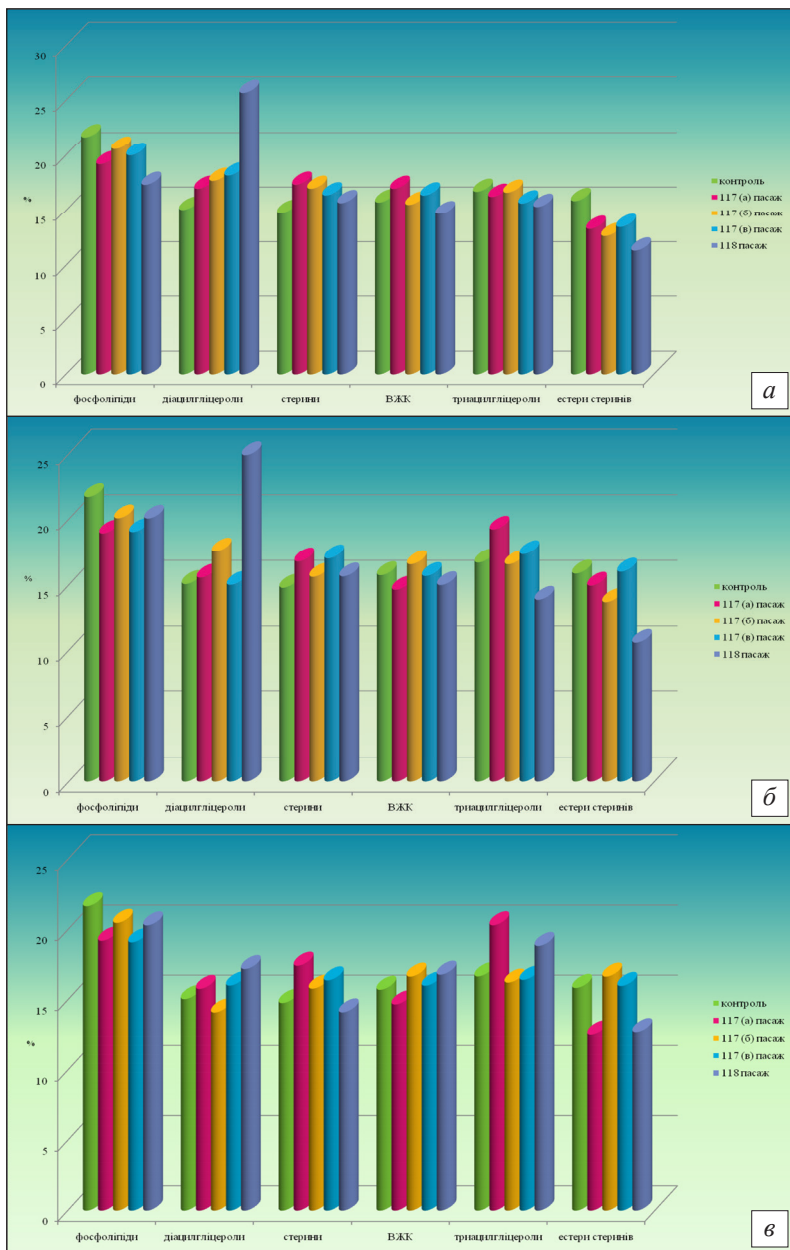 30
25
20
15
10
5
0
%
фосфоліпіди діацилгліцероли стерини ВЖК триацилгліцероли естери стеринів
контроль
117 (а) пасаж
117 (б) пасаж
117 (в) пасаж
118 пасаж
а
25
20
15
10
5
0
%
фосфоліпіди діацилгліцероли стерини ВЖК триацилгліцероли естери стеринів
контроль
117 (а) пасаж
117 (б) пасаж
117 (в) пасаж
118 пасаж
б
25
20
15
10
5
0
%
фосфоліпіди діацилгліцероли стерини ВЖК триацилгліцероли естери стеринів
контроль
117 (а) пасаж
117 (б) пасаж
117 (в) пасаж
118 пасаж
в